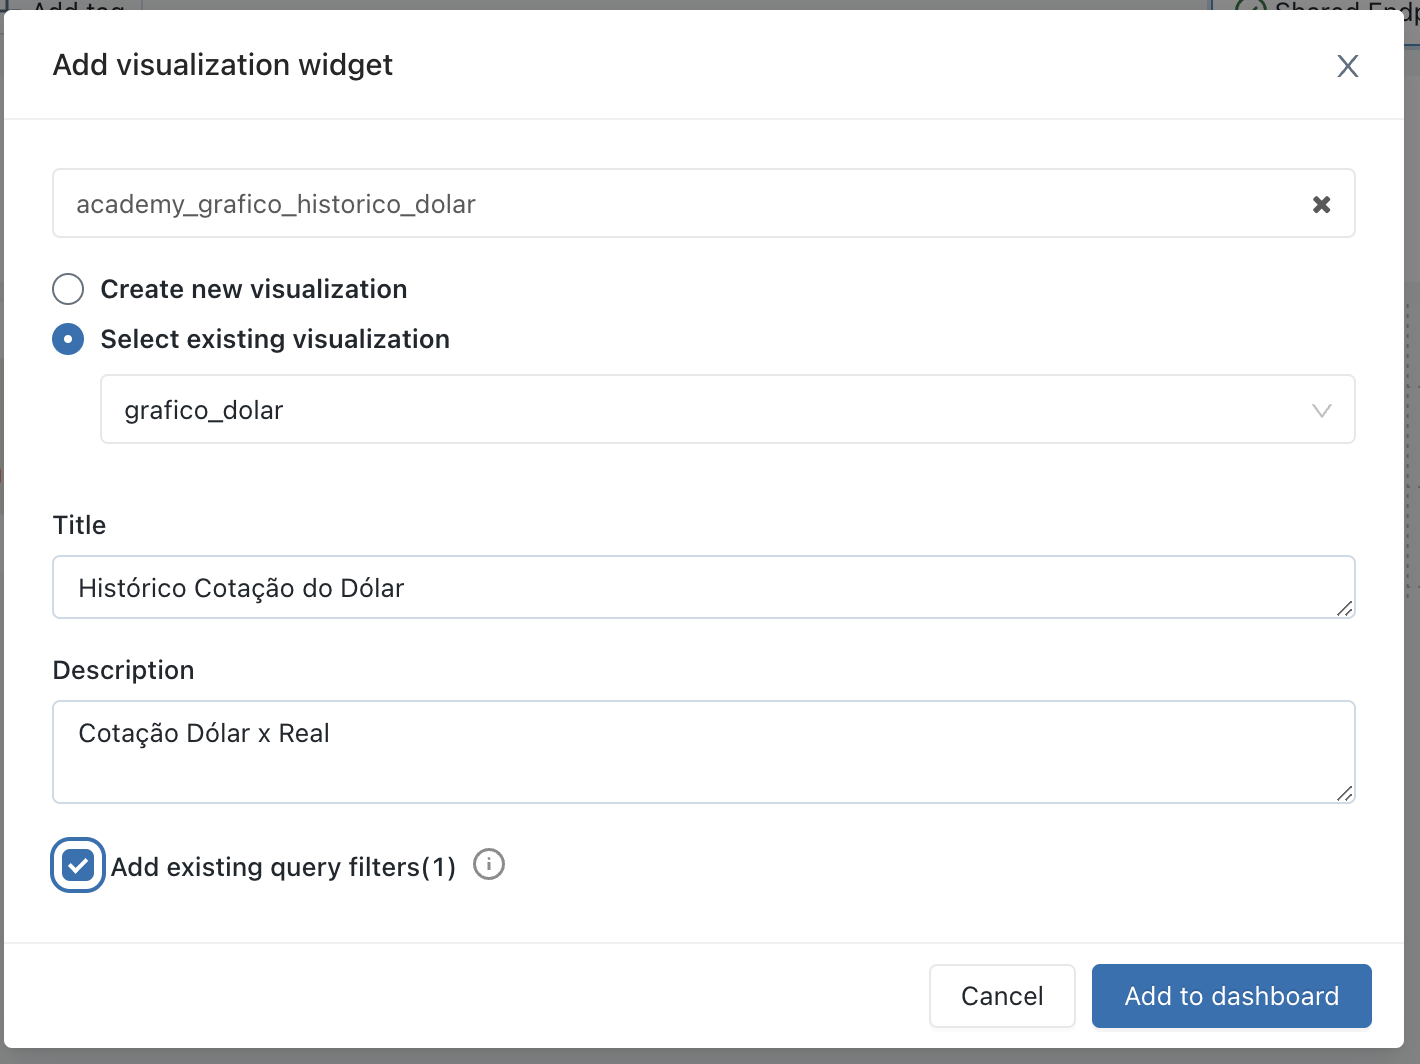 Add tag
Shared Endp
Add visualization widget
academy_grafico_historico_dolar
Create new visualization
Select existing visualization
grafico_dolar
Title
Histórico Cotação do Dólar
Description
Cotação Dólar x Real
Add existing query filters(1)
Cancel
Add to dashboard